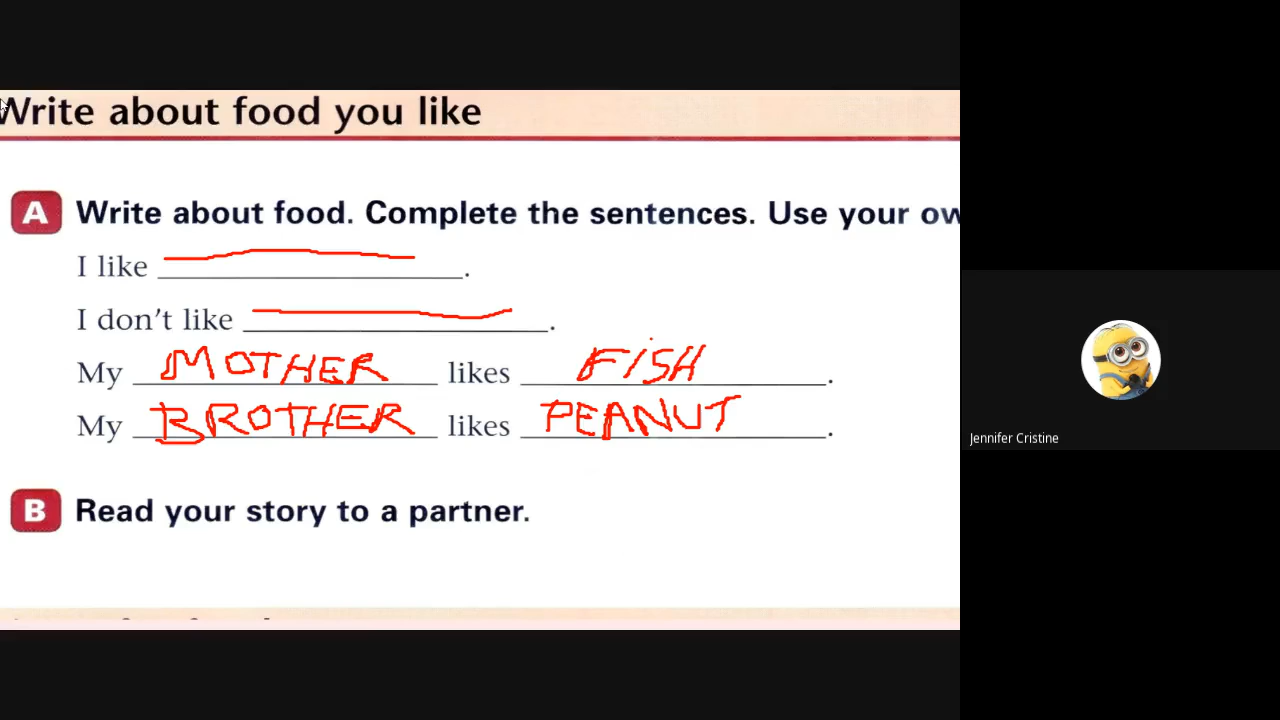 Write about food you like
A Write about food. Complete the sentences. Use your ow
I like ____________.
I don't like ____________.
My MOTHER likes FISH.
My BROTHER likes PEANUT.
B Read your story to a partner.
Jennifer Cristine